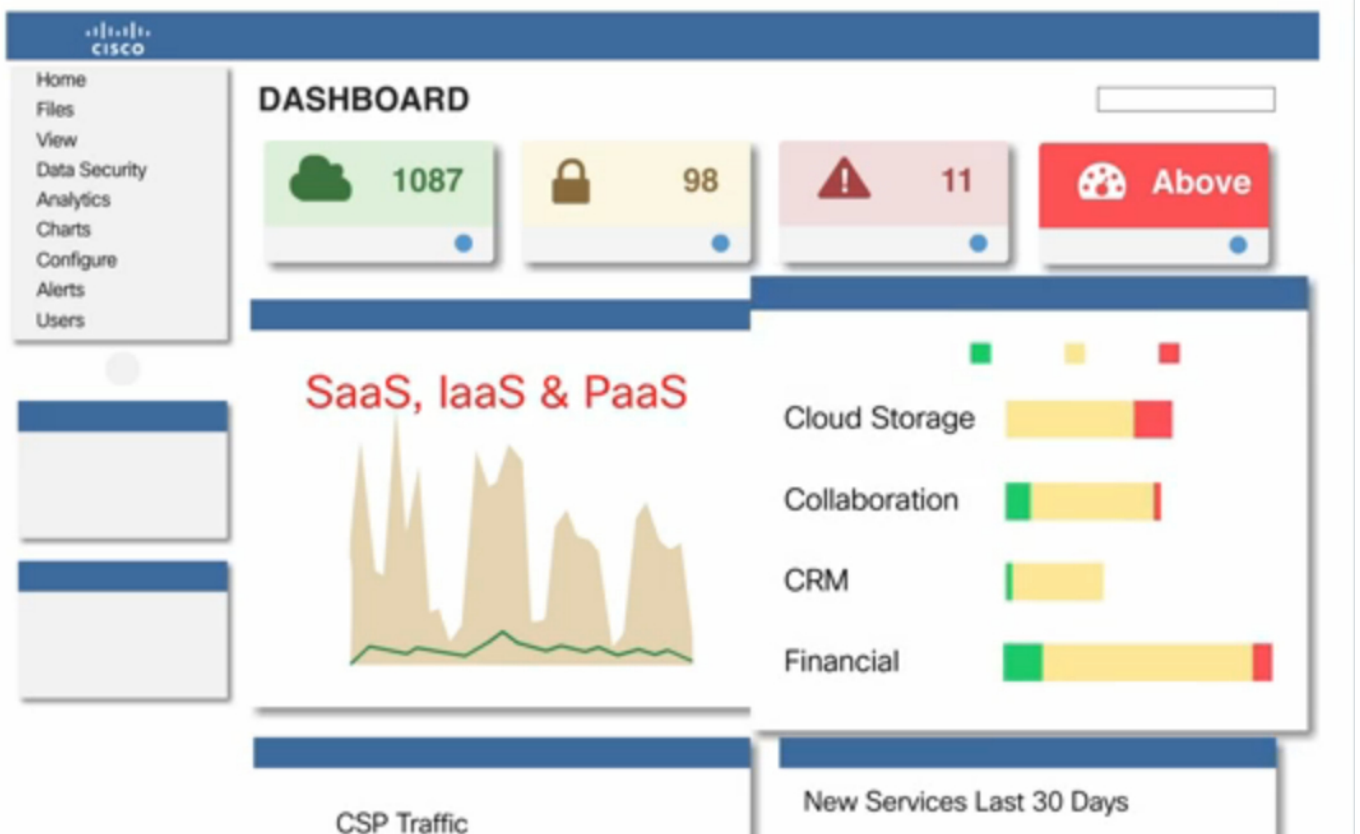 CISCO
Home
Files
View
Data Security
Analytics
Charts
Configure
Alerts
Users
DASHBOARD
1087
98
11
Above
SaaS, IaaS & PaaS
Cloud Storage
Collaboration
CRM
Financial
CSP Traffic
New Services Last 30 Days